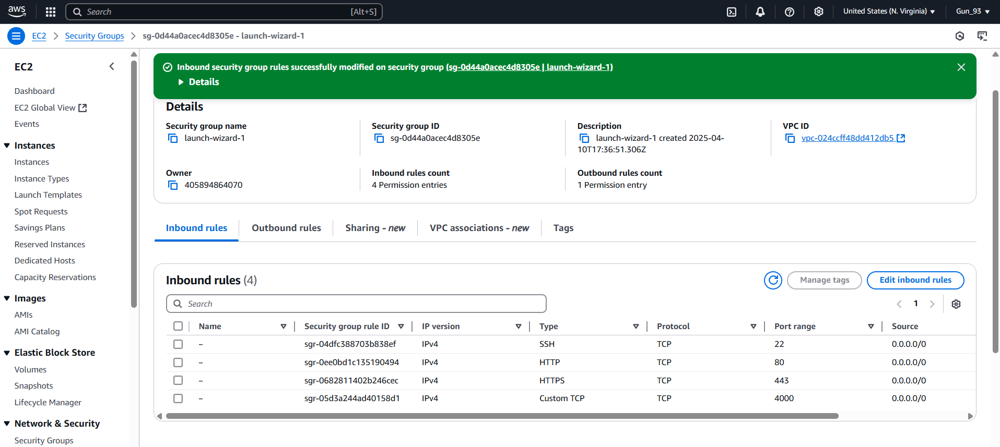 aws
Search [Alt+S]
United States (N. Virginia)
Gun_93
EC2
Security Groups
sg-0d44a0acec4d8305e - launch-wizard-1
EC2
Dashboard
EC2 Global View
Events
Instances
Instances
Instance Types
Launch Templates
Spot Requests
Savings Plans
Reserved Instances
Dedicated Hosts
Capacity Reservations
Images
AMIs
AMI Catalog
Elastic Block Store
Volumes
Snapshots
Lifecycle Manager
Network & Security
Security Groups
Inbound security group rules successfully modified on security group (sg-0d44a0acec4d8305e | launch-wizard-1)
Details
Details
Security group name
launch-wizard-1
Security group ID
sg-0d44a0acec4d8305e
Description
launch-wizard-1 created 2025-04-
10T17:36:51.306Z
VPC ID
vpc-024ccff48dd412db5
Owner
405894864070
Inbound rules count
4 Permission entries
Outbound rules count
1 Permission entry
Inbound rules
Outbound rules
Sharing - new
VPC associations - new
Tags
Inbound rules (4)
Manage tags
Edit inbound rules
Search
1
Name Security group rule ID IP version Type Protocol Port range Source
– sgr-04dfc388703b838ef IPv4 SSH TCP 22 0.0.0.0/0
– sgr-0ee0bd1c135190494 IPv4 HTTP TCP 80 0.0.0.0/0
– sgr-0682811402b246cec IPv4 HTTPS TCP 443 0.0.0.0/0
– sgr-05d3a244ad40158d1 IPv4 Custom TCP TCP 4000 0.0.0.0/0